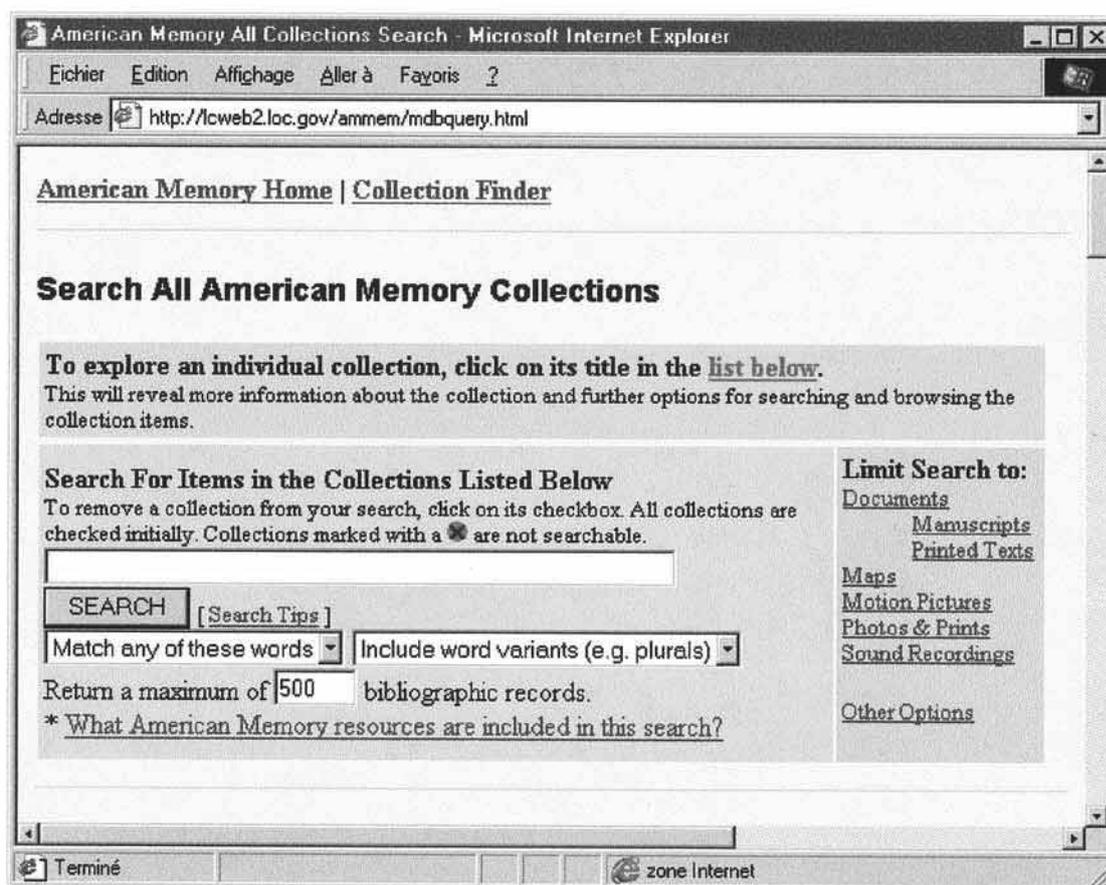 American Memory All Collections Search - Microsoft Internet Explorer
Fichier Edition Affichage Aller à Favoris ?
Adresse http://lcweb2.loc.gov/ammem/mdbquery.html
American Memory Home | Collection Finder
Search All American Memory Collections
To explore an individual collection, click on its title in the list below.
This will reveal more information about the collection and further options for searching and browsing the
collection items.
Search For Items in the Collections Listed Below
To remove a collection from your search, click on its checkbox. All collections are
checked initially. Collections marked with a are not searchable.
SEARCH [ Search Tips ]
Match any of these words Include word variants (e.g. plurals)
Return a maximum of 500 bibliographic records.
* What American Memory resources are included in this search?
Limit Search to:
Documents
Manuscripts
Printed Texts
Maps
Motion Pictures
Photos & Prints
Sound Recordings
Other Options
Terminé zone Internet